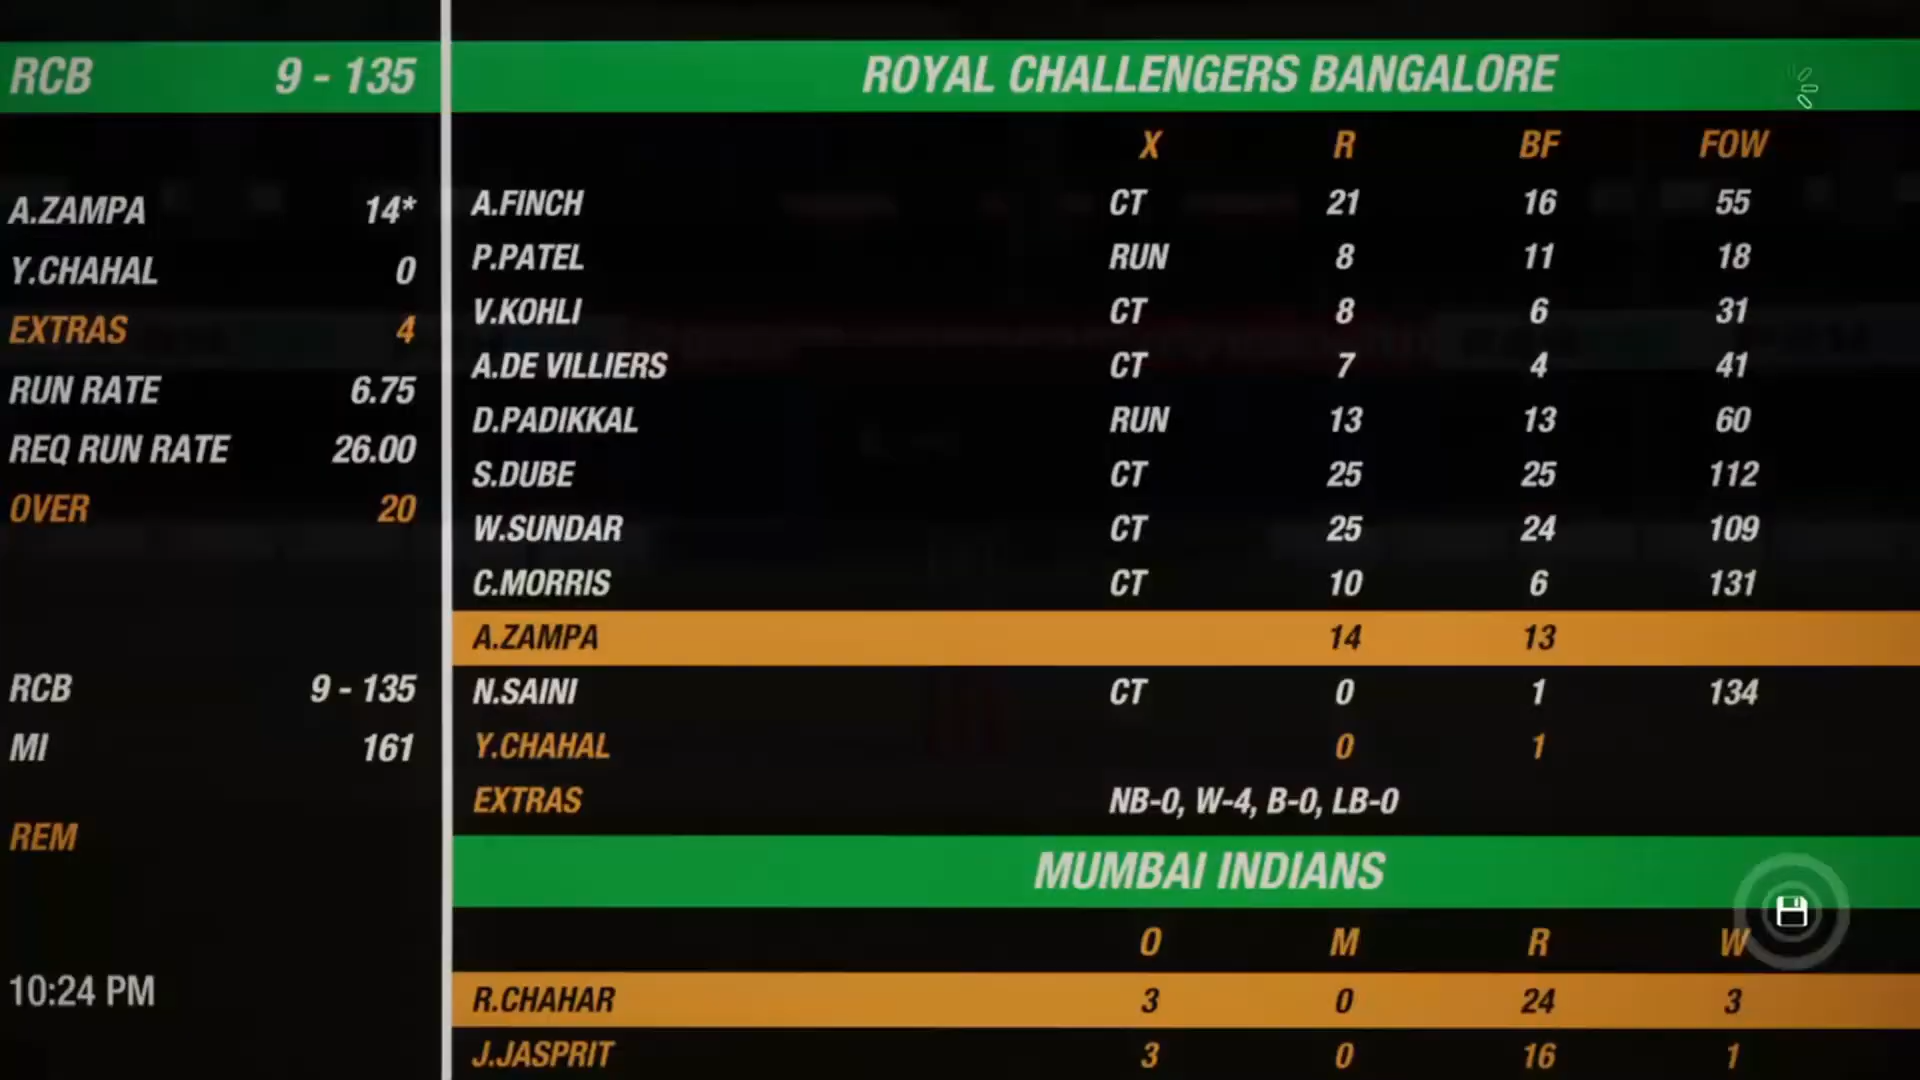 RCB 9 - 135
A.ZAMPA 14*
Y.CHAHAL 0
EXTRAS 4
RUN RATE 6.75
REQ RUN RATE 26.00
OVER 20
RCB 9 - 135
MI 161
REM
10:24 PM
ROYAL CHALLENGERS BANGALORE
X R BF FOW
A.FINCH CT 21 16 55
P.PATEL RUN 8 11 18
V.KOHLI CT 8 6 31
A.DE VILLIERS CT 7 4 41
D.PADIKKAL RUN 13 13 60
S.DUBE CT 25 25 112
W.SUNDAR CT 25 24 109
C.MORRIS CT 10 6 131
A.ZAMPA 14 13
N.SAINI CT 0 1 134
Y.CHAHAL 0 1
EXTRAS NB-0, W-4, B-0, LB-0
MUMBAI INDIANS
O M R W
R.CHAHAR 3 0 24 3
J.JASPRIT 3 0 16 1